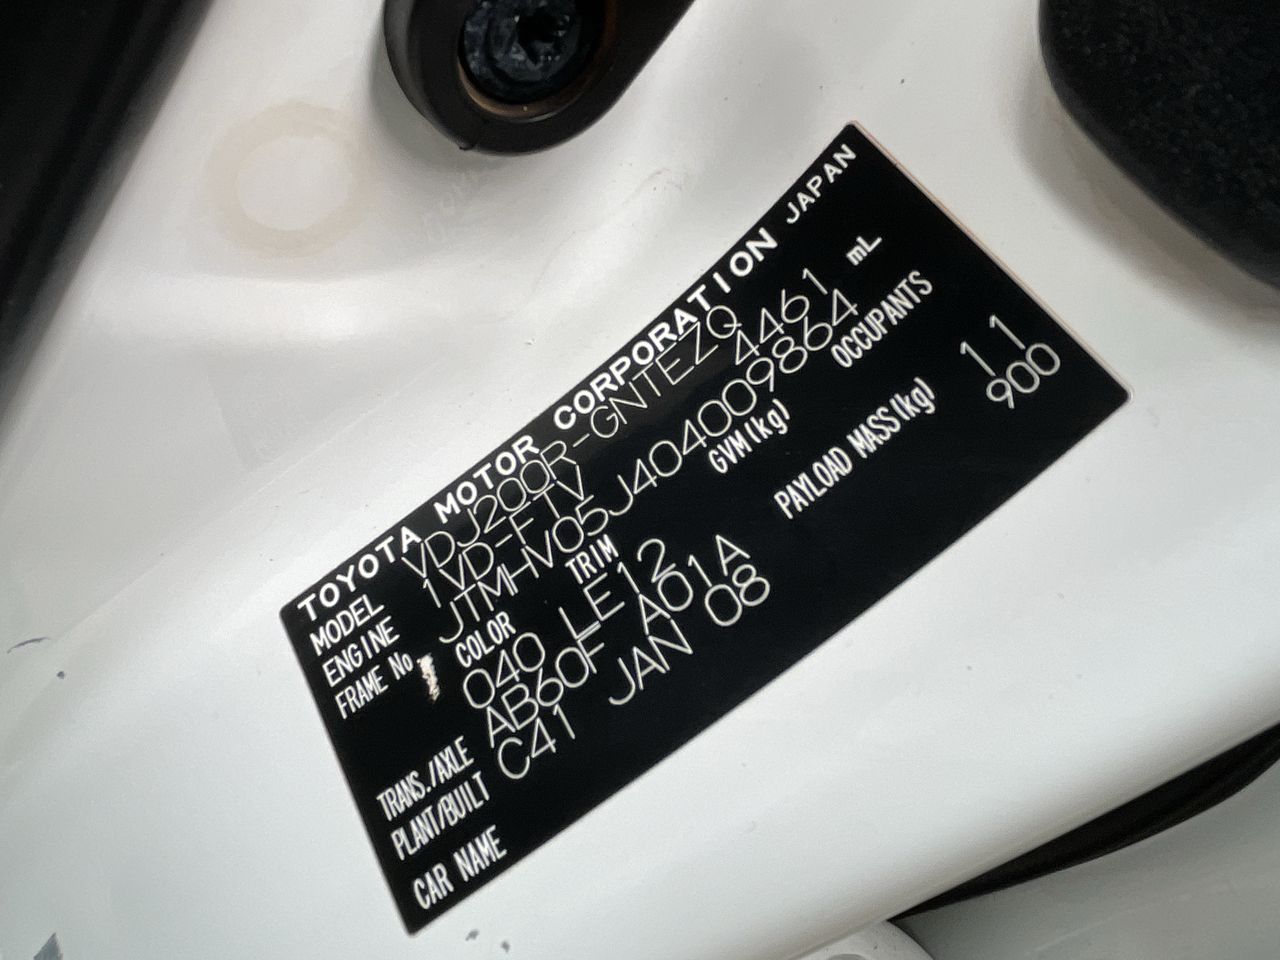 TOYOTA MOTOR CORPORATION JAPAN
MODEL VDJ200R-GNTEZQ
ENGINE 1VD-FTV 4461 mL
FRAME No JTMHV05J404009864
COLOR TRIM GVM(kg) OCCUPANTS
040 LE12 11
TRANS./AXLE AB60F A01A PAYLOAD MASS(kg) 900
PLANT/BUILT C41 JAN 08
CAR NAME